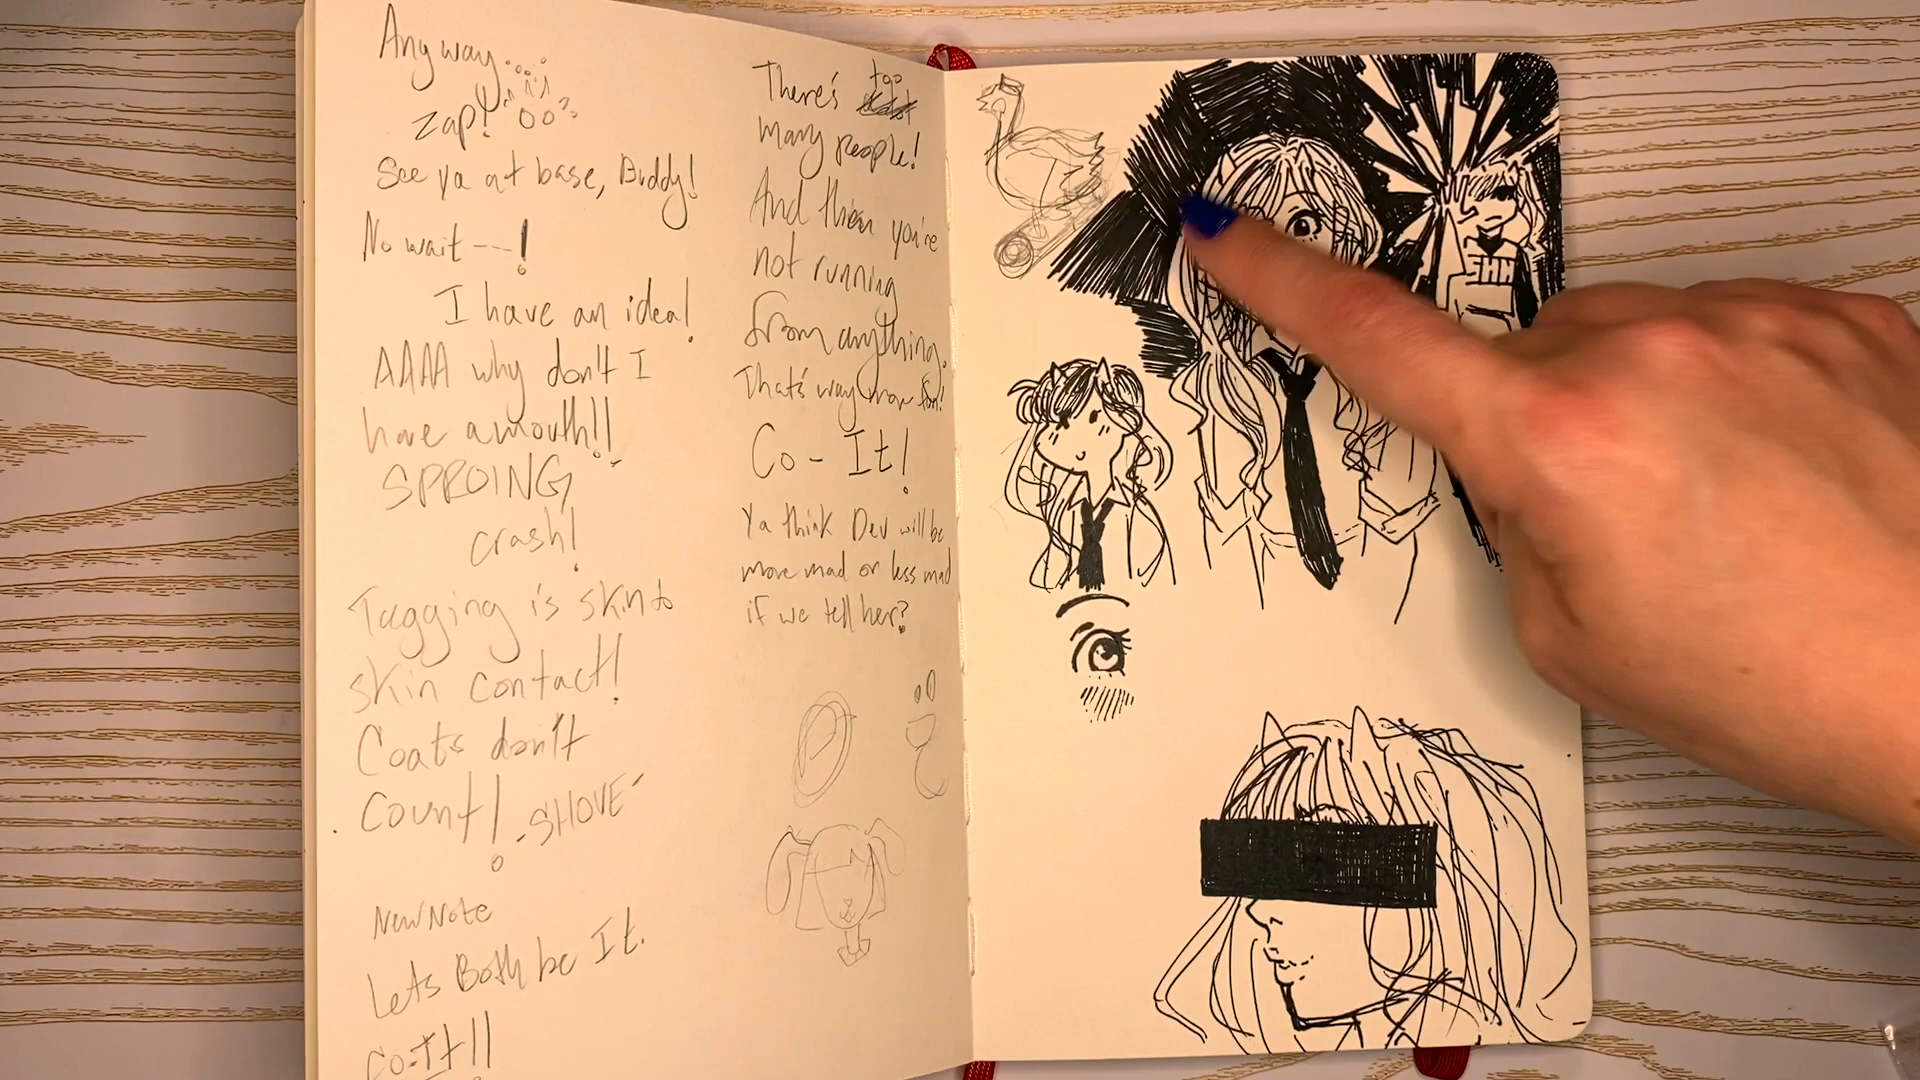 Anyway...
Zap!
See ya at base, Buddy!
No wait--!
I have an idea!
AAAA why don't I
have a mouth!!
SPROING
crash!
Tagging is skin to
skin contact!
Coats don't
Count!
-SHOVE-
New Note
Lets Both be It.
Co-It!!
There's too
many people!
And then you're
not running
from anything.
That's way more fun!
Co-It!
Ya think Dev will be
more mad or less mad
if we tell her?